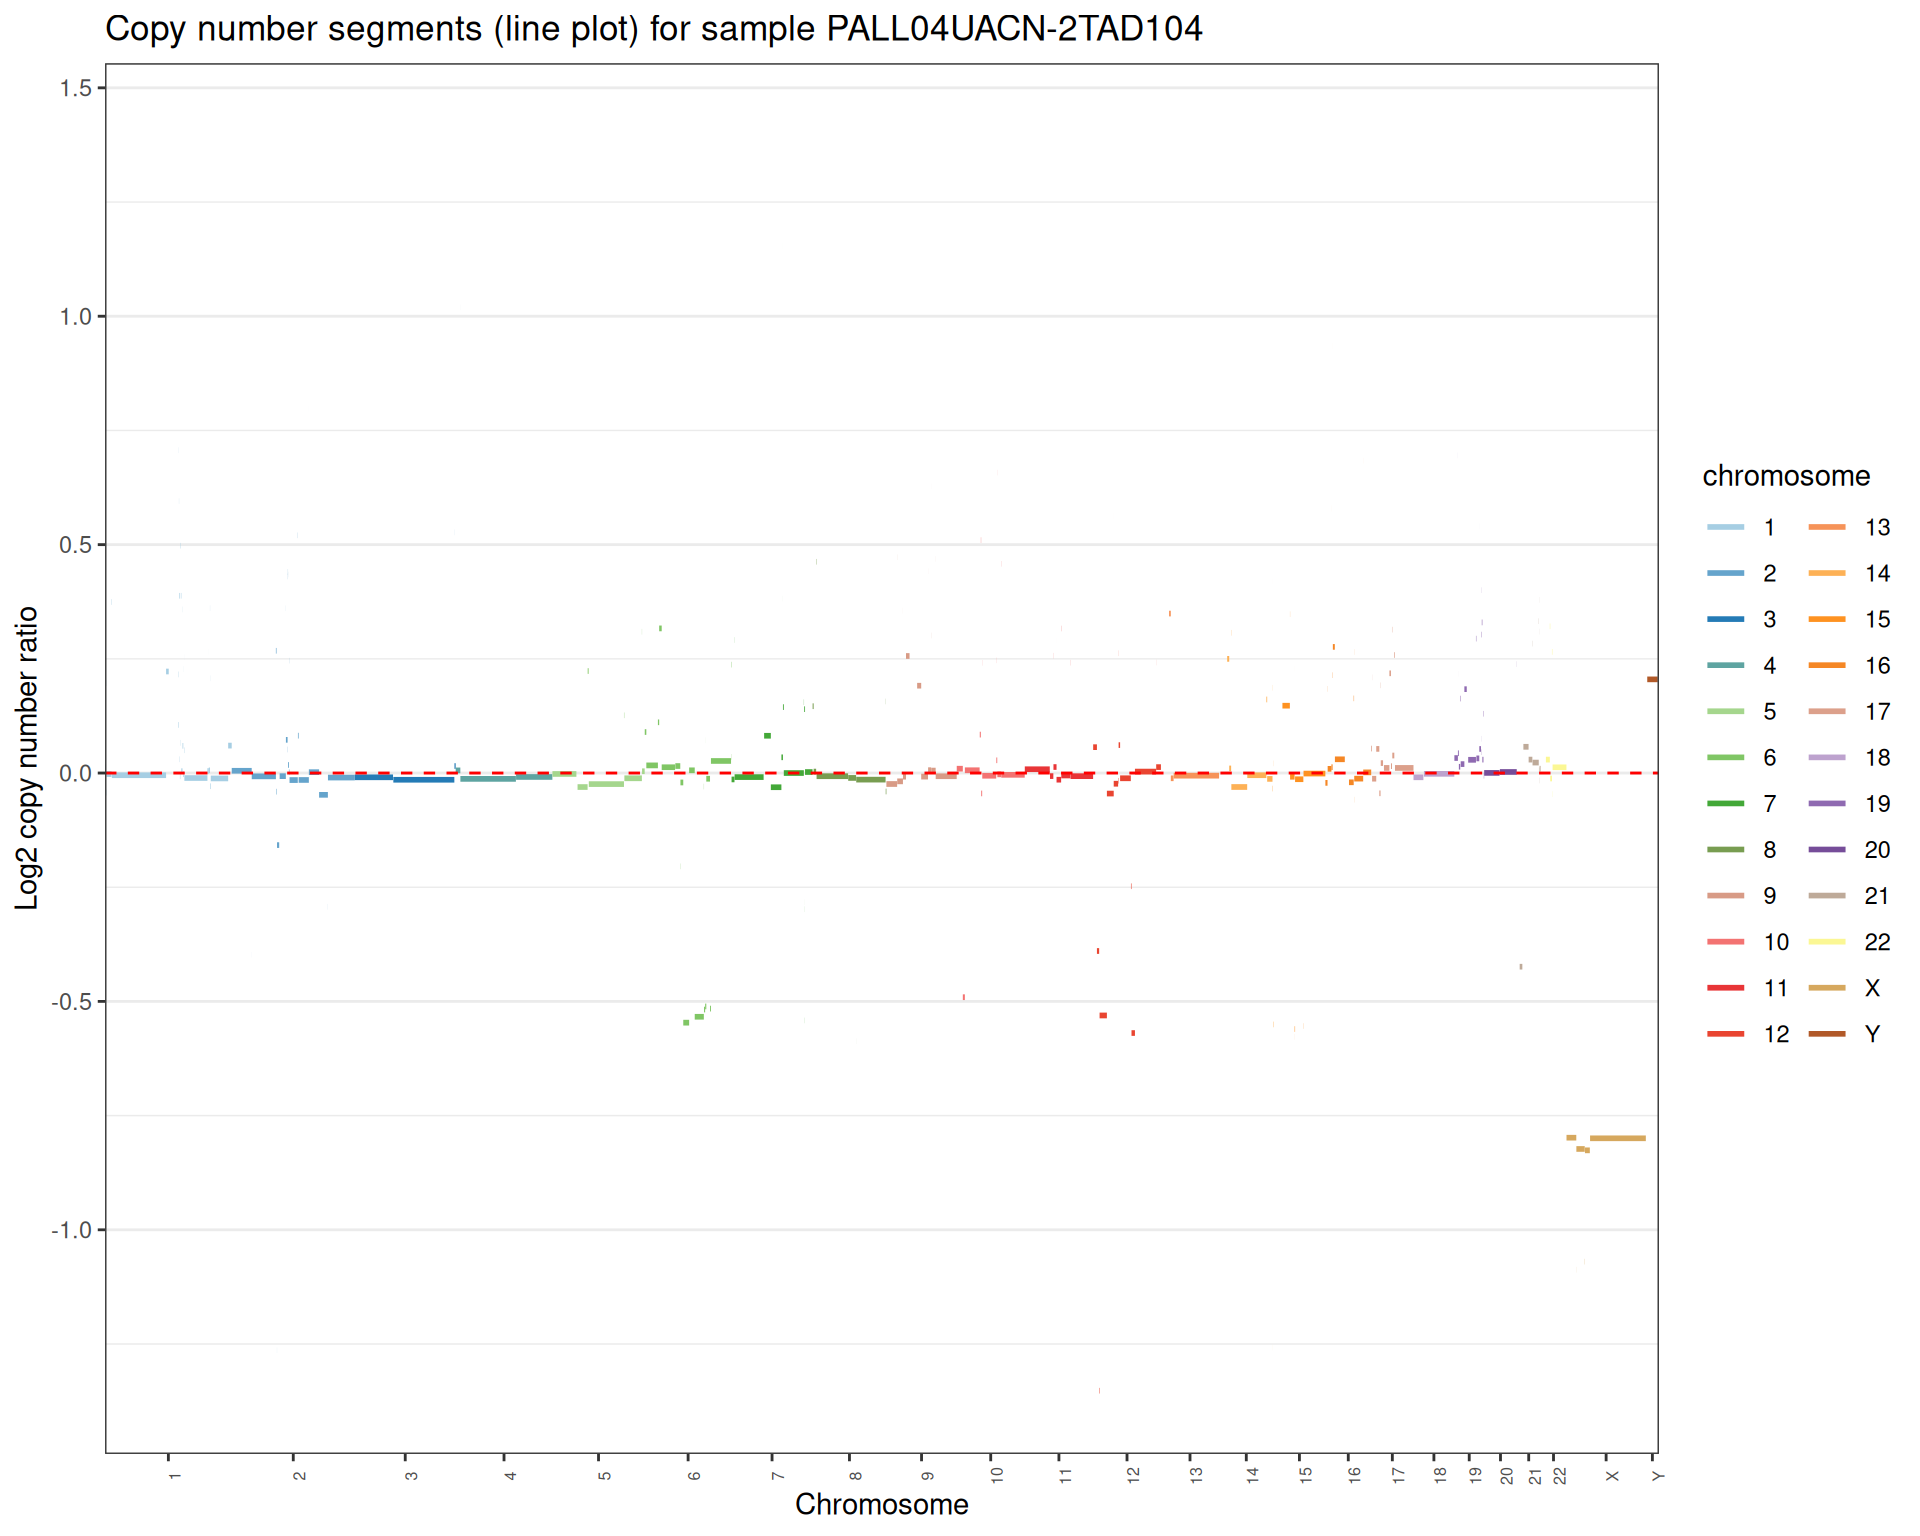 Copy number segments (line plot) for sample PALL04UACN-2TAD104
1.5
1.0
0.5
0.0
-0.5
-1.0
Log2 copy number ratio
1 2 3 4 5 6 7 8 9 10 11 12 13 14 15 16 17 18 19 20 21 22 X Y
Chromosome
chromosome
1 13
2 14
3 15
4 16
5 17
6 18
7 19
8 20
9 21
10 22
11 X
12 Y